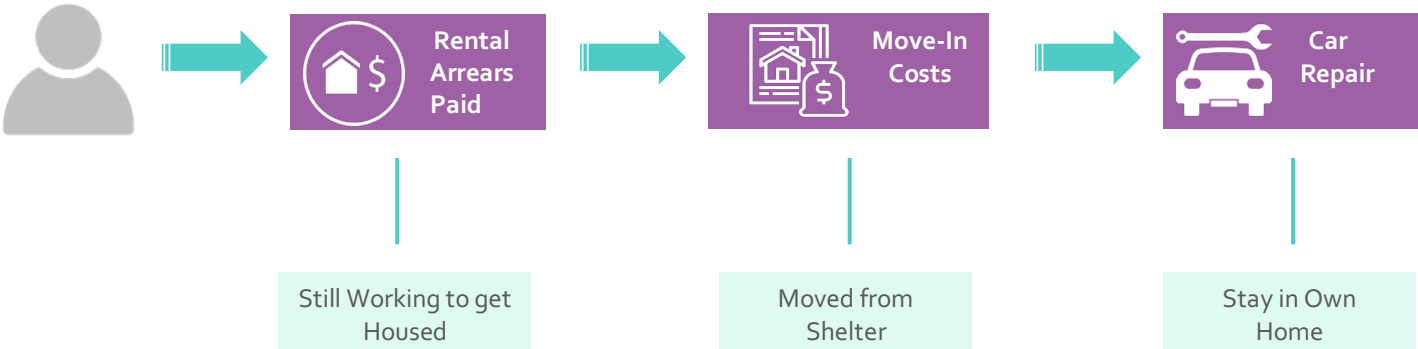 Rental
Arrears
Paid
$
Move-In
Costs
$
Car
Repair
Still Working to get
Housed
Moved from
Shelter
Stay in Own
Home